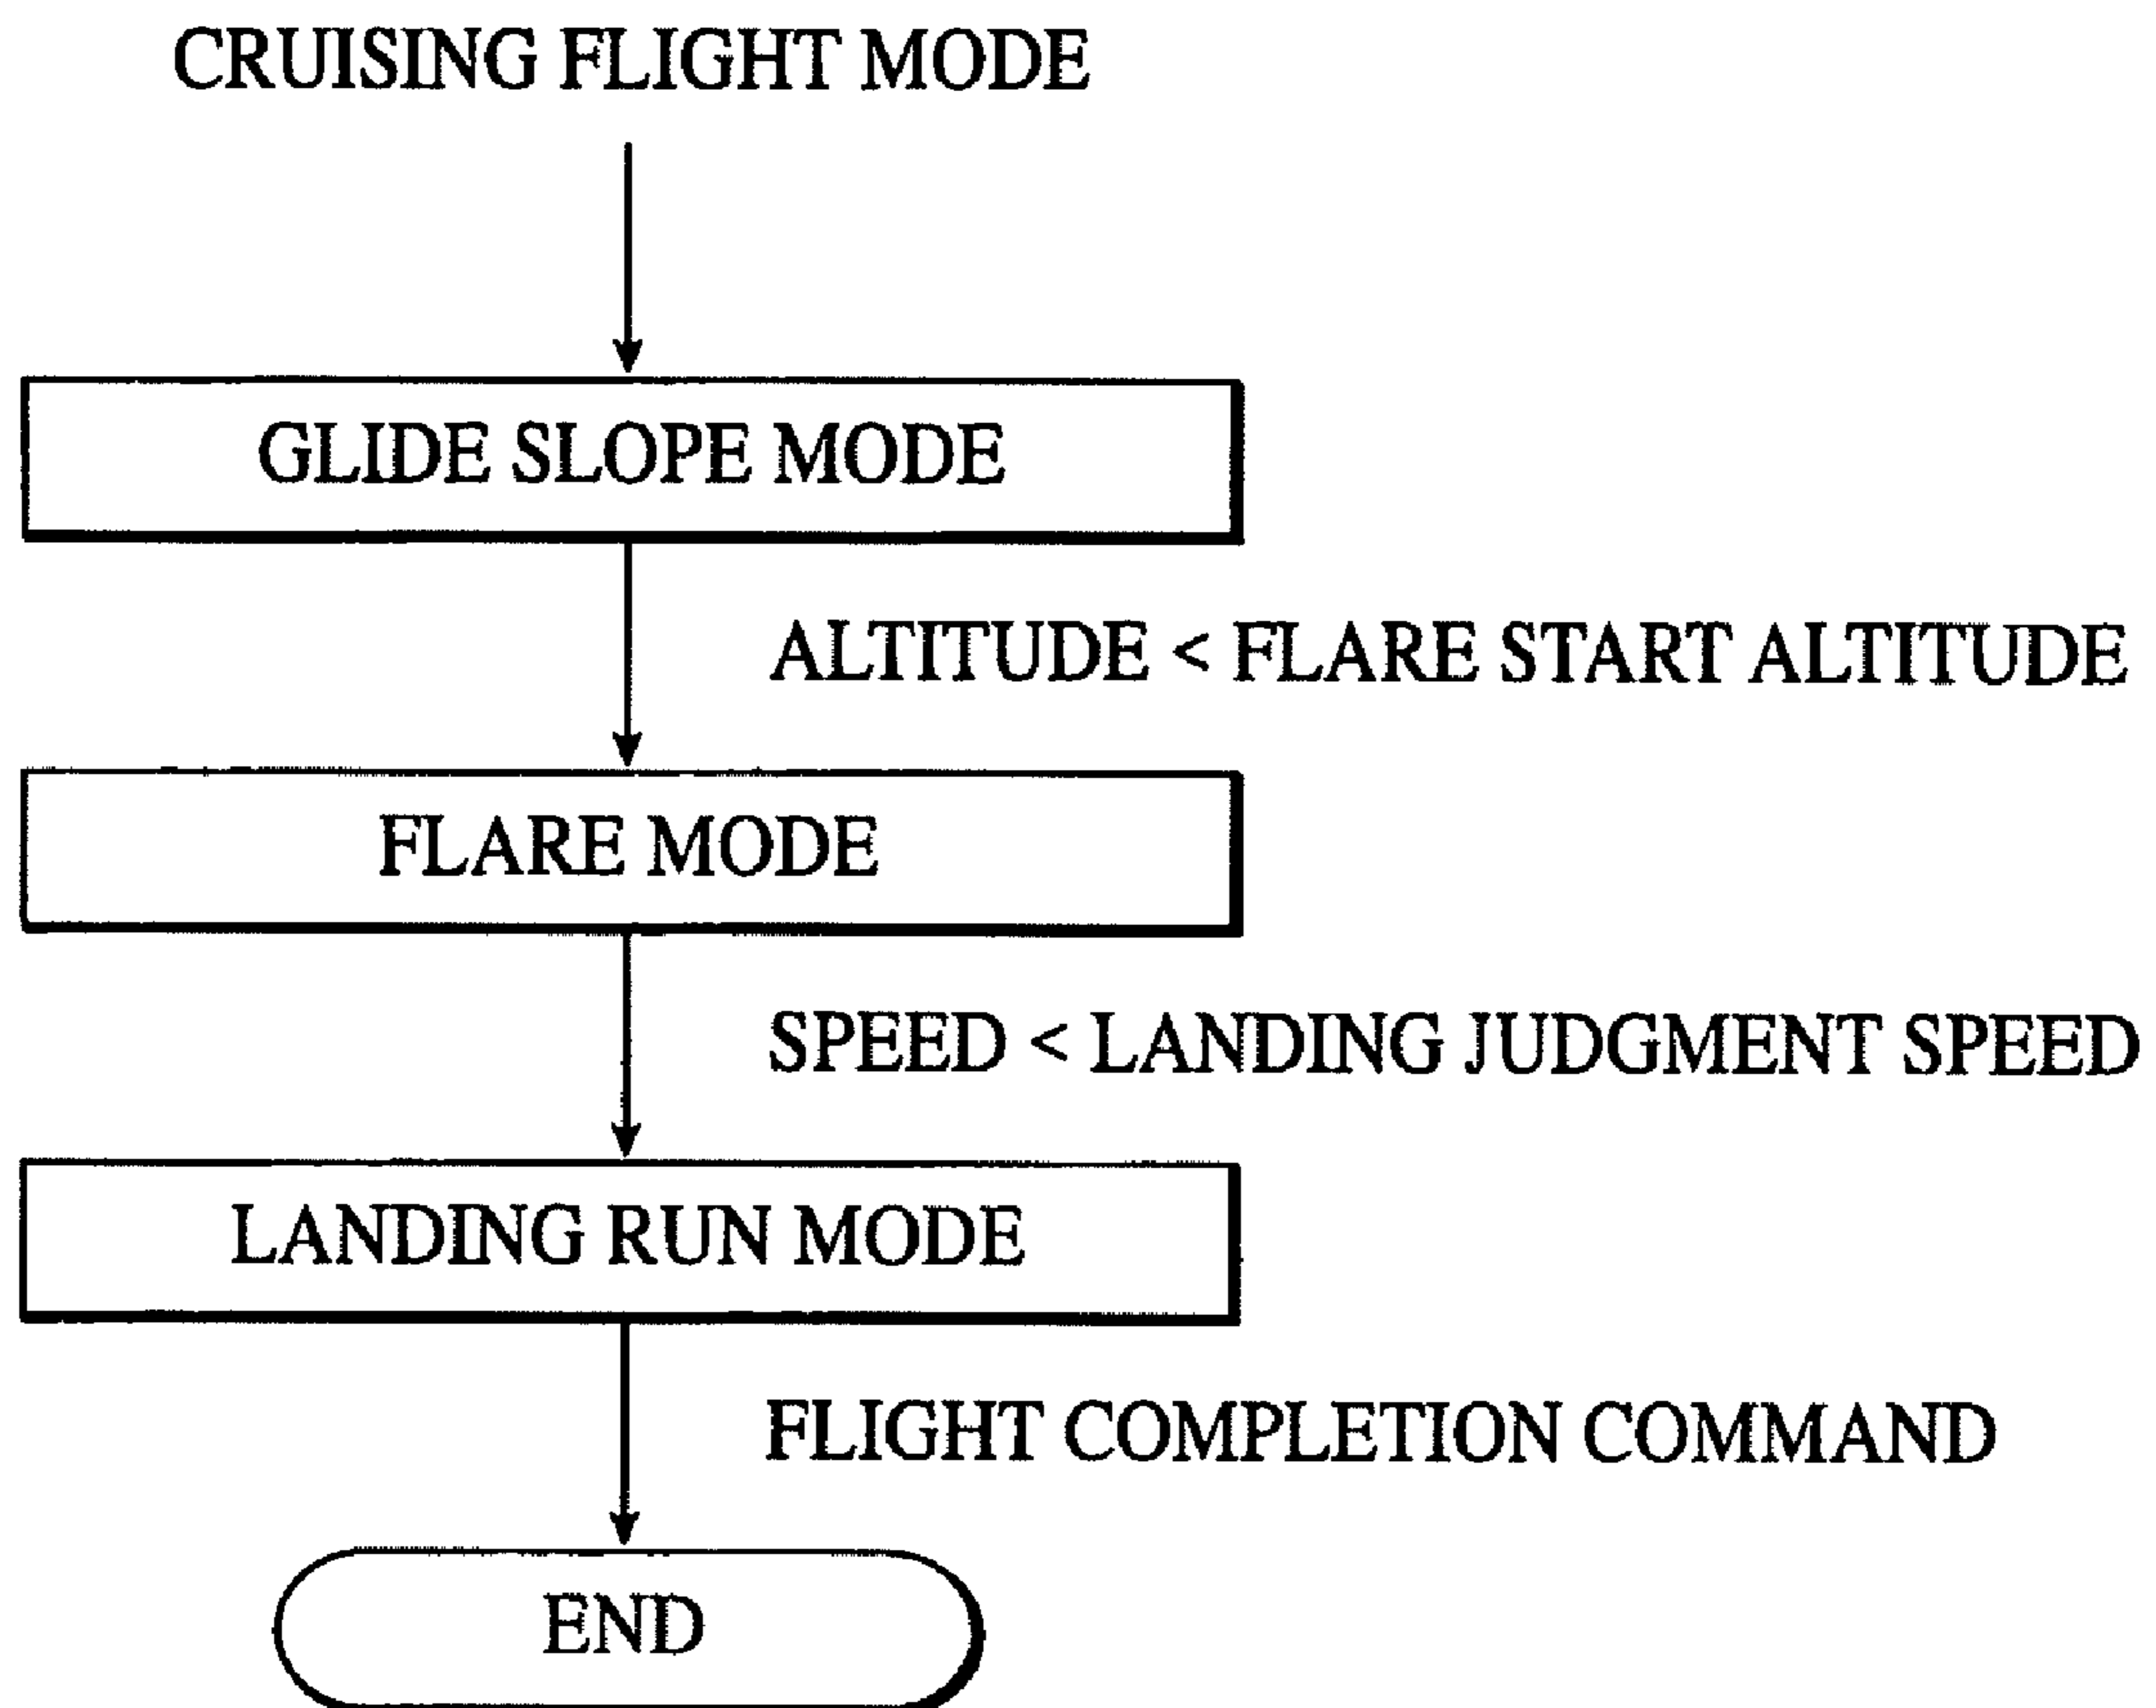 CRUISING FLIGHT MODE
GLIDE SLOPE MODE
ALTITUDE < FLARE START ALTITUDE
FLARE MODE
SPEED < LANDING JUDGMENT SPEED
LANDING RUN MODE
FLIGHT COMPLETION COMMAND
END